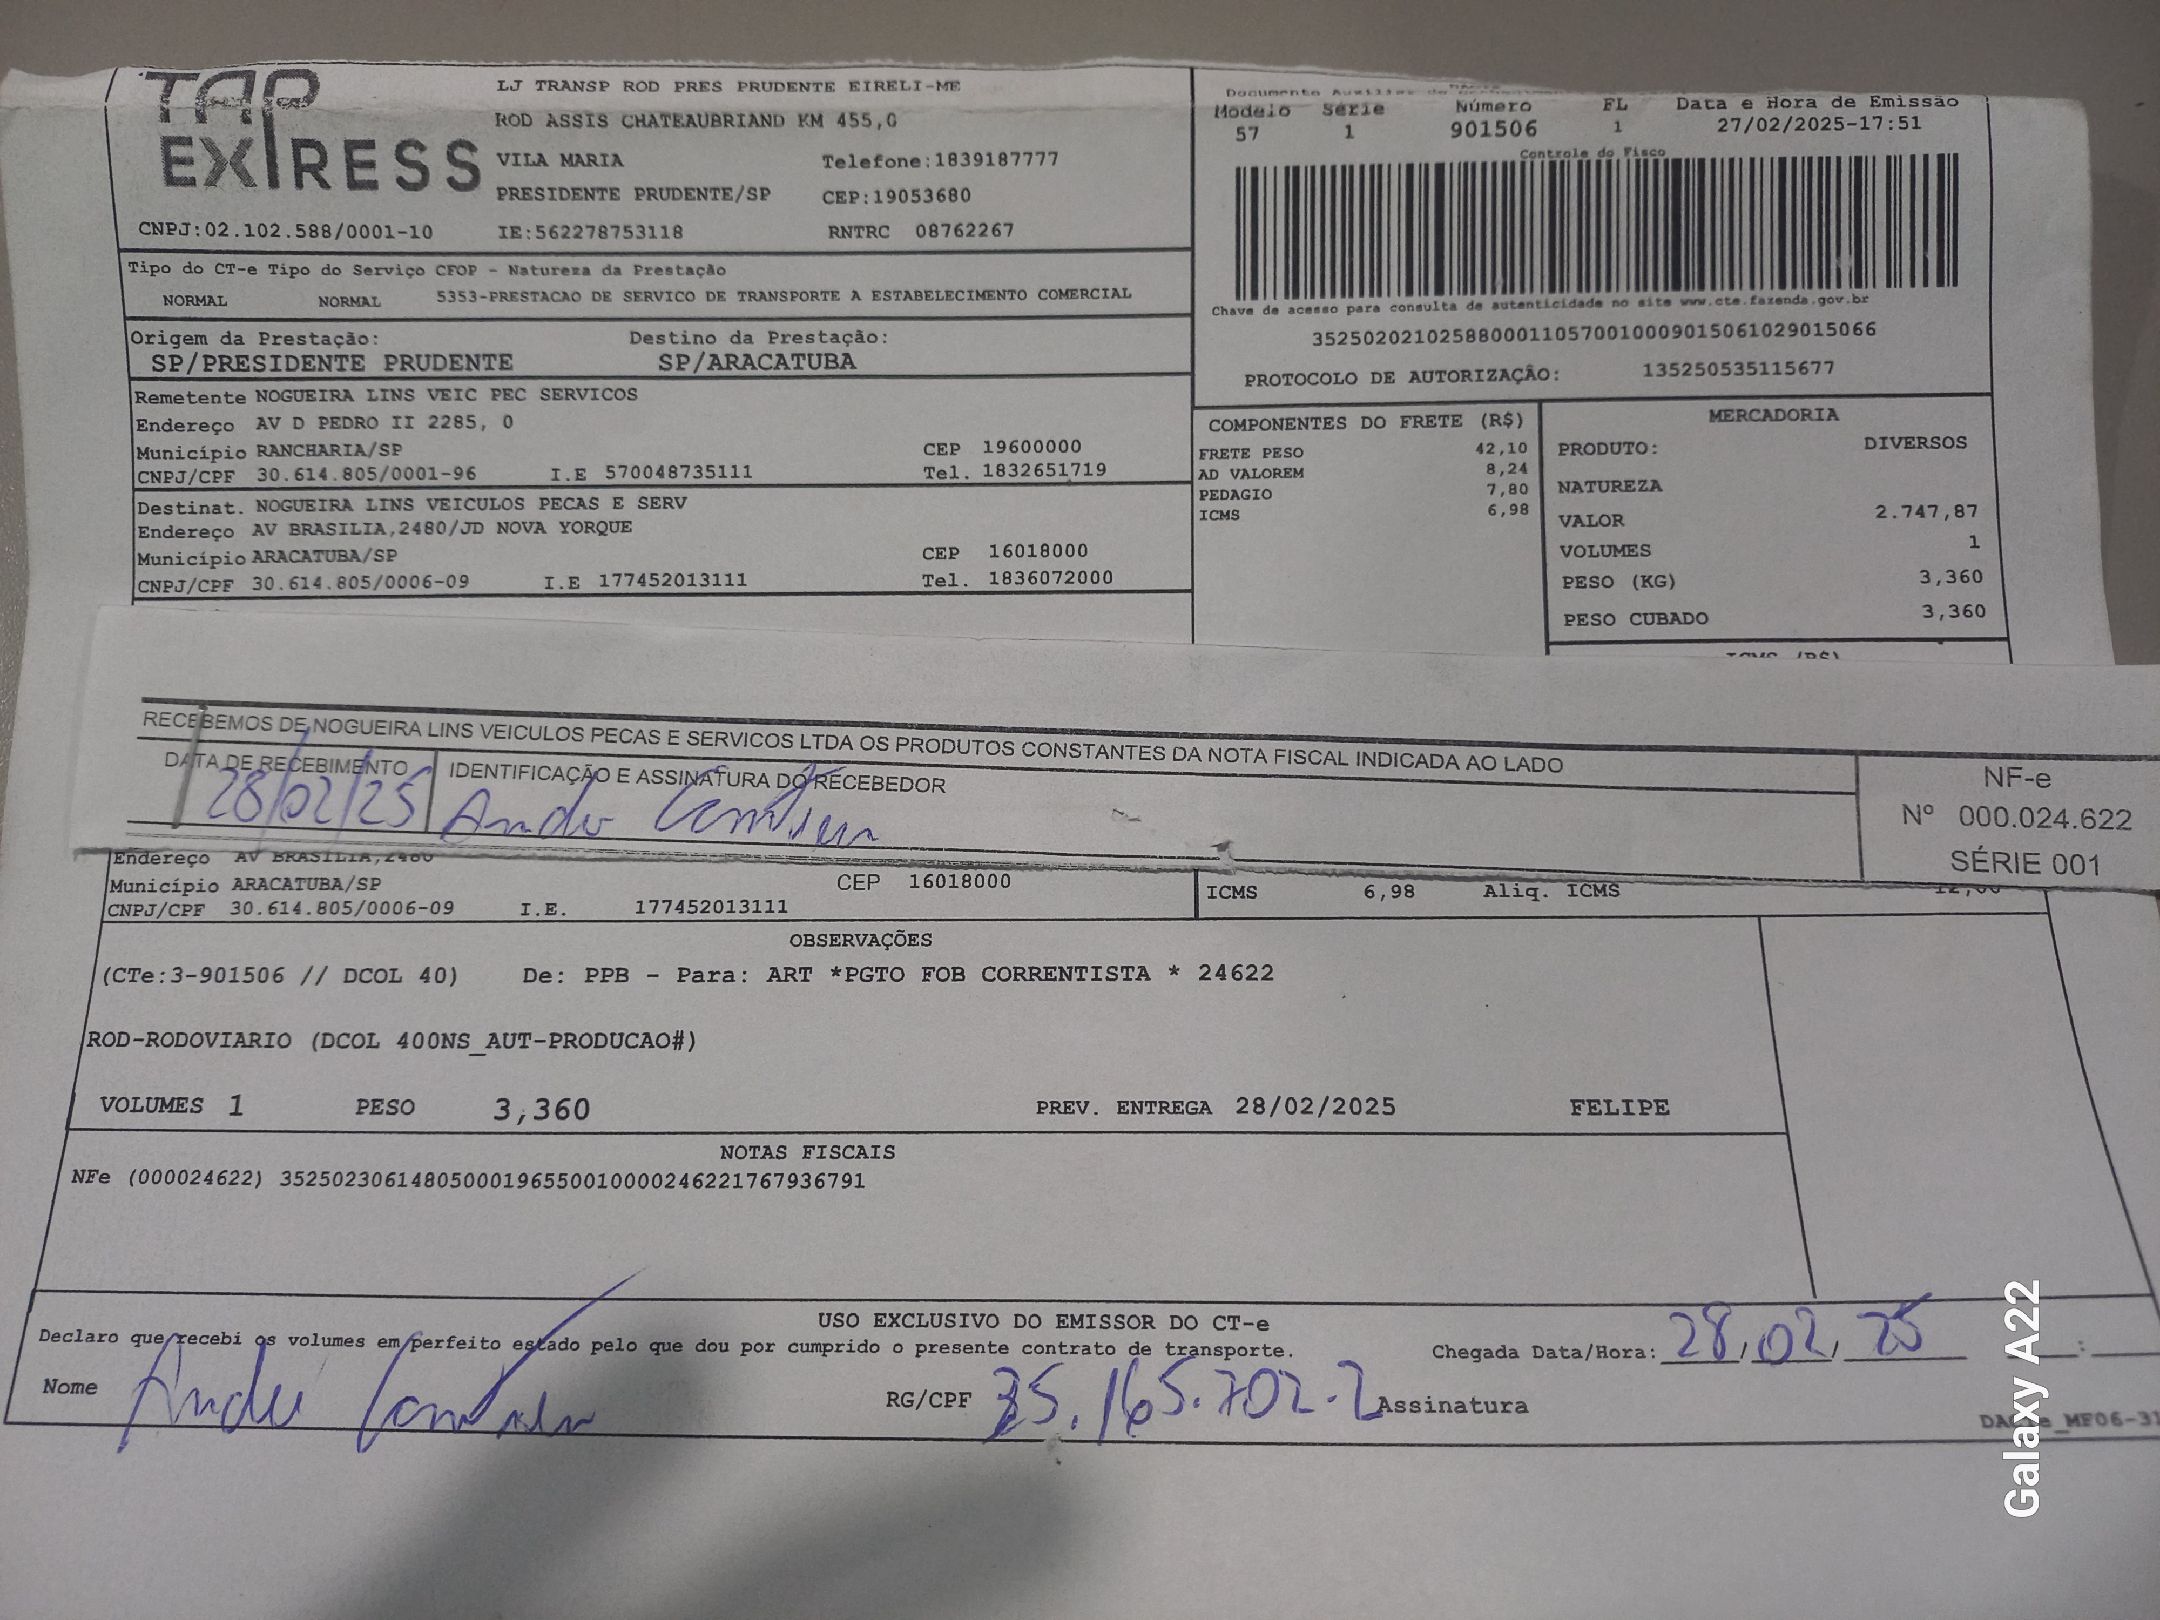 TAP EXPRESS
LJ TRANSP ROD PRES PRUDENTE EIRELI-ME
ROD ASSIS CHATEAUBRIAND KM 455,0
VILA MARIA Telefone:1839187777
PRESIDENTE PRUDENTE/SP CEP:19053680
CNPJ:02.102.588/0001-10 IE:562278753118 RNTRC 08762267
Documento Auxiliar
Modelo Série Número FL Data e Hora de Emissão
57 1 901506 1 27/02/2025-17:51
Controle do Fisco
Chave de acesso para consulta de autenticidade no site www.cte.fazenda.gov.br
35250202102588000110570010009015061029015066
PROTOCOLO DE AUTORIZAÇÃO: 135250535115677
Tipo do CT-e Tipo do Serviço CFOP - Natureza da Prestação
NORMAL NORMAL 5353-PRESTACAO DE SERVICO DE TRANSPORTE A ESTABELECIMENTO COMERCIAL
Origem da Prestação: Destino da Prestação:
SP/PRESIDENTE PRUDENTE SP/ARACATUBA
Remetente NOGUEIRA LINS VEIC PEC SERVICOS
Endereço AV D PEDRO II 2285, 0
Município RANCHARIA/SP CEP 19600000
CNPJ/CPF 30.614.805/0001-96 I.E 570048735111 Tel. 1832651719
Destinat. NOGUEIRA LINS VEICULOS PECAS E SERV
Endereço AV BRASILIA,2480/JD NOVA YORQUE
Município ARACATUBA/SP CEP 16018000
CNPJ/CPF 30.614.805/0006-09 I.E 177452013111 Tel. 1836072000
COMPONENTES DO FRETE (R$)
FRETE PESO 42,10
AD VALOREM 8,24
PEDAGIO 7,80
ICMS 6,98
MERCADORIA
PRODUTO: DIVERSOS
NATUREZA
VALOR 2.747,87
VOLUMES 1
PESO (KG) 3,360
PESO CUBADO 3,360
ICMS (R$)
RECEBEMOS DE NOGUEIRA LINS VEICULOS PECAS E SERVICOS LTDA OS PRODUTOS CONSTANTES DA NOTA FISCAL INDICADA AO LADO
DATA DE RECEBIMENTO IDENTIFICAÇÃO E ASSINATURA DO RECEBEDOR
28/02/25
NF-e
Nº 000.024.622
SÉRIE 001
Endereço AV BRASILIA,2480
Município ARACATUBA/SP CEP 16018000
CNPJ/CPF 30.614.805/0006-09 I.E. 177452013111
ICMS 6,98 Aliq. ICMS 12,00
OBSERVAÇÕES
(CTe:3-901506 // DCOL 40) De: PPB - Para: ART *PGTO FOB CORRENTISTA * 24622
ROD-RODOVIARIO (DCOL 400NS_AUT-PRODUCAO#)
VOLUMES 1 PESO 3,360 PREV. ENTREGA 28/02/2025 FELIPE
NOTAS FISCAIS
NFe (000024622) 35250230614805000196550010000246221767936791
USO EXCLUSIVO DO EMISSOR DO CT-e
Declaro que recebi os volumes em perfeito estado pelo que dou por cumprido o presente contrato de transporte.
Chegada Data/Hora: 28/02/25 :
Nome RG/CPF 35.165.702-2 Assinatura
Galaxy A22